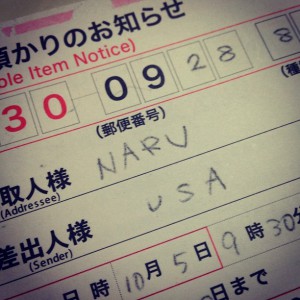 預かりのお知らせ
ble Item Notice)
30 09 28 8
(郵便番号)
取人様 NARU
(Addressee)
差出人様 USA
(Sender)
10月5日9時30分
日まで